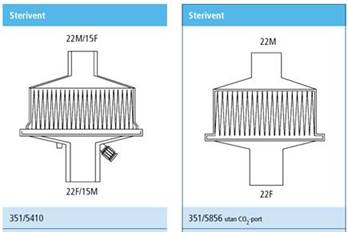 Sterivent
22M/15F
22F/15M
351/5410
Sterivent
22M
22F
351/5856 utan CO₂-port